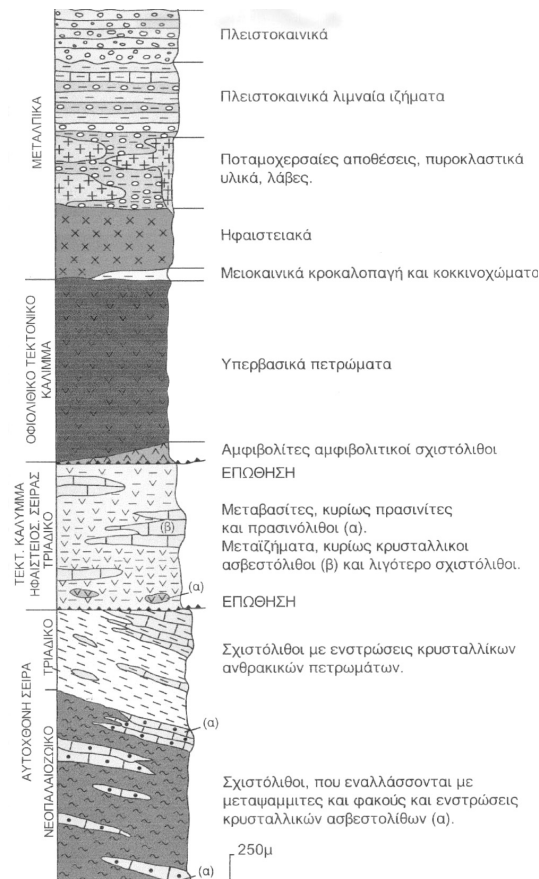 Πλειστοκαινικά
Πλειστοκαινικά λιμναία ιζήματα
ΜΕΤΑΛΠΙΚΑ
Ποταμοχερσαίες αποθέσεις, πυροκλαστικά
υλικά, λάβες.
Ηφαιστειακά
Μειοκαινικά κροκαλοπαγή και κοκκινοχώματα
ΟΦΙΟΛΙΘΙΚΟ ΤΕΚΤΟΝΙΚΟ
ΚΑΛΙΜΜΑ
Υπερβασικά πετρώματα
Αμφιβολίτες αμφιβολιτικοί σχιστόλιθοι
ΕΠΩΘΗΣΗ
ΤΕΚΤ. ΚΑΛΥΜΜΑ
ΗΦΑΙΣΤΕΙΟΣ. ΣΕΙΡΑΣ
ΤΡΙΑΔΙΚΟ
(β)
(α)
Μεταβασίτες, κυρίως πρασινίτες
και πρασινόλιθοι (α).
Μεταϊζήματα, κυρίως κρυσταλλικοι
ασβεστόλιθοι (β) και λιγότερο σχιστόλιθοι.
ΕΠΩΘΗΣΗ
ΑΥΤΟΧΘΟΝΗ ΣΕΙΡΑ
ΤΡΙΑΔΙΚΟ
Σχιστόλιθοι με ενστρώσεις κρυσταλλίκων
ανθρακικών πετρωμάτων.
(α)
ΝΕΟΠΑΛΑΙΟΖΩΙΚΟ
Σχιστόλιθοι, που εναλλάσσονται με
μεταψαμμιτες και φακούς και ενστρώσεις
κρυσταλλικών ασβεστολίθων (α).
250μ
(α)